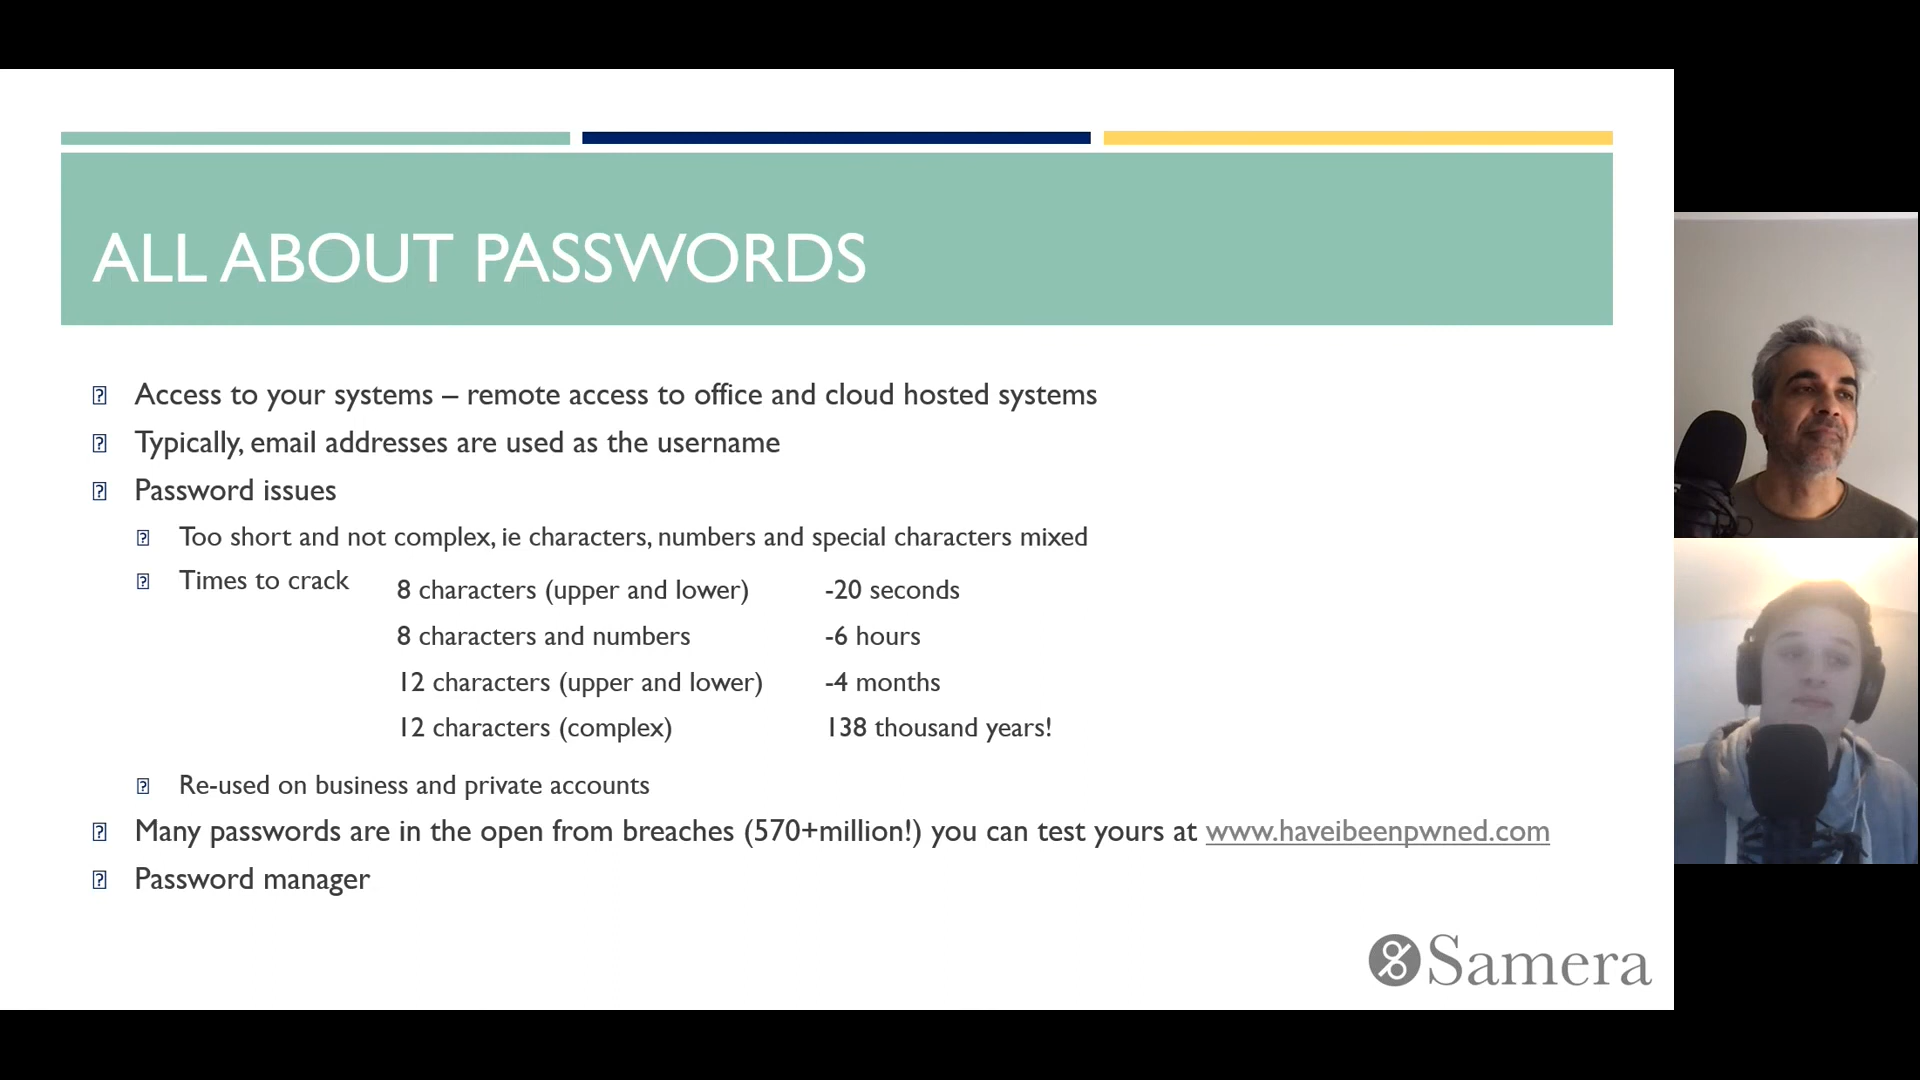 ALL ABOUT PASSWORDS
Access to your systems – remote access to office and cloud hosted systems
Typically, email addresses are used as the username
Password issues
Too short and not complex, ie characters, numbers and special characters mixed
Times to crack
8 characters (upper and lower) -20 seconds
8 characters and numbers -6 hours
12 characters (upper and lower) -4 months
12 characters (complex) 138 thousand years!
Re-used on business and private accounts
Many passwords are in the open from breaches (570+million!) you can test yours at www.haveibeenpwned.com
Password manager
Samera